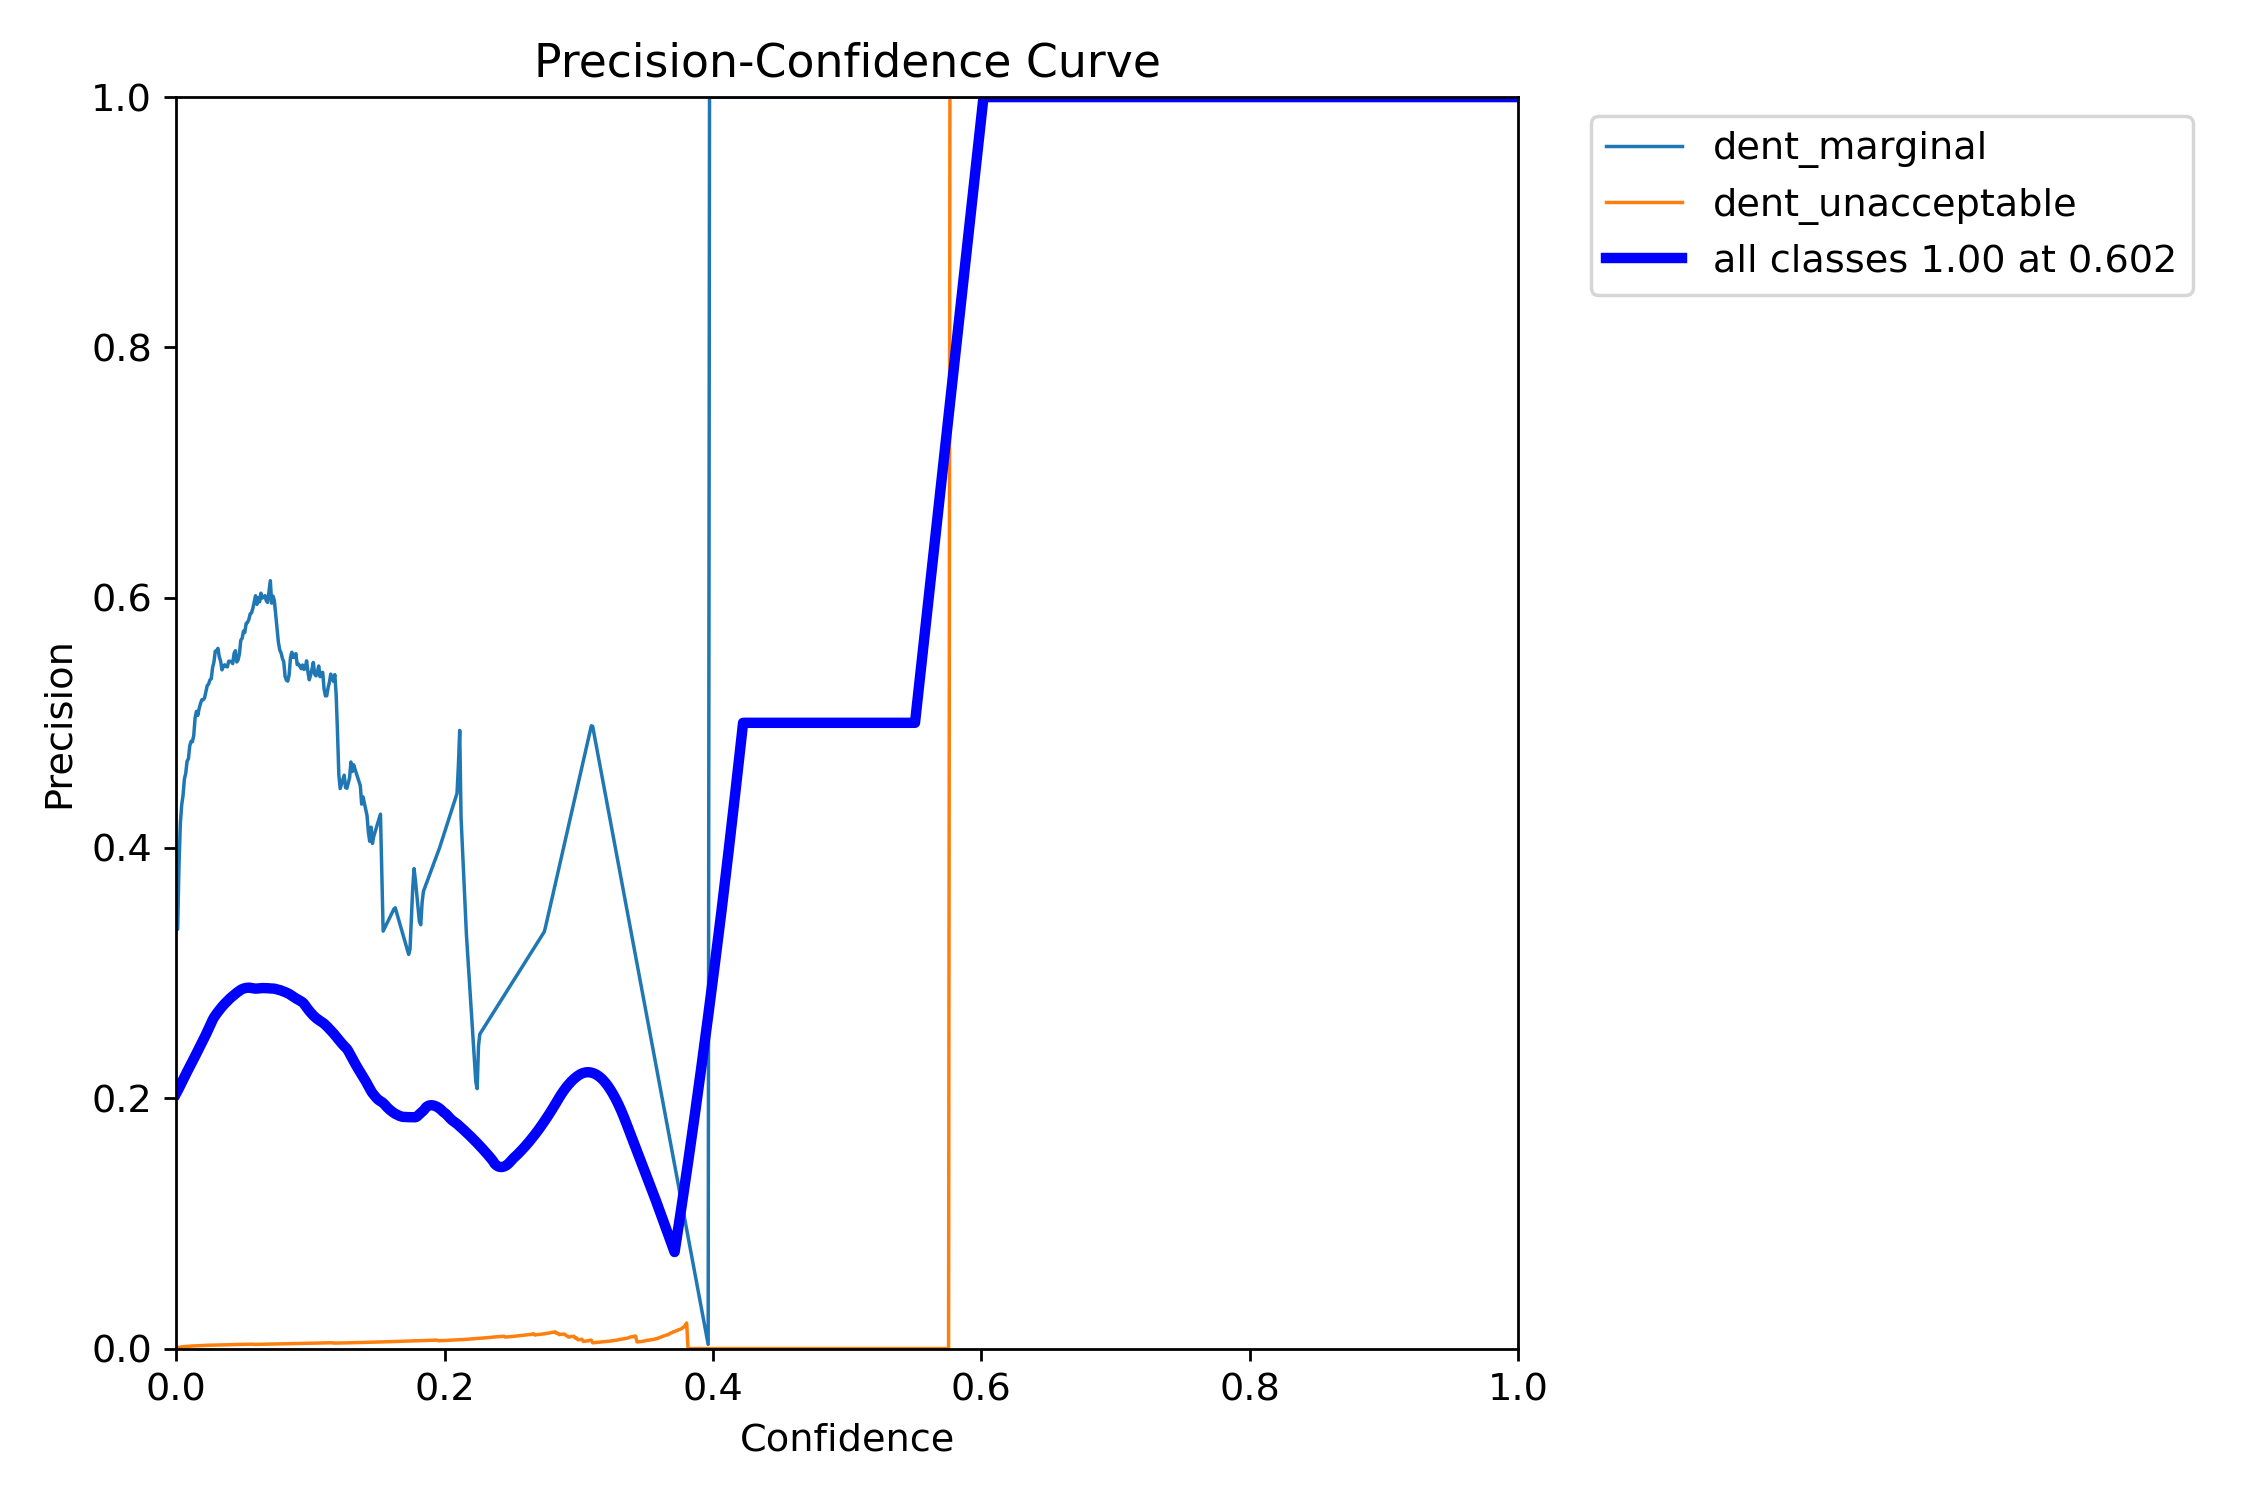 Precision-Confidence Curve
1.0
0.8
0.6
0.4
0.2
0.0
Precision
0.0 0.2 0.4 0.6 0.8 1.0
Confidence
dent_marginal
dent_unacceptable
all classes 1.00 at 0.602